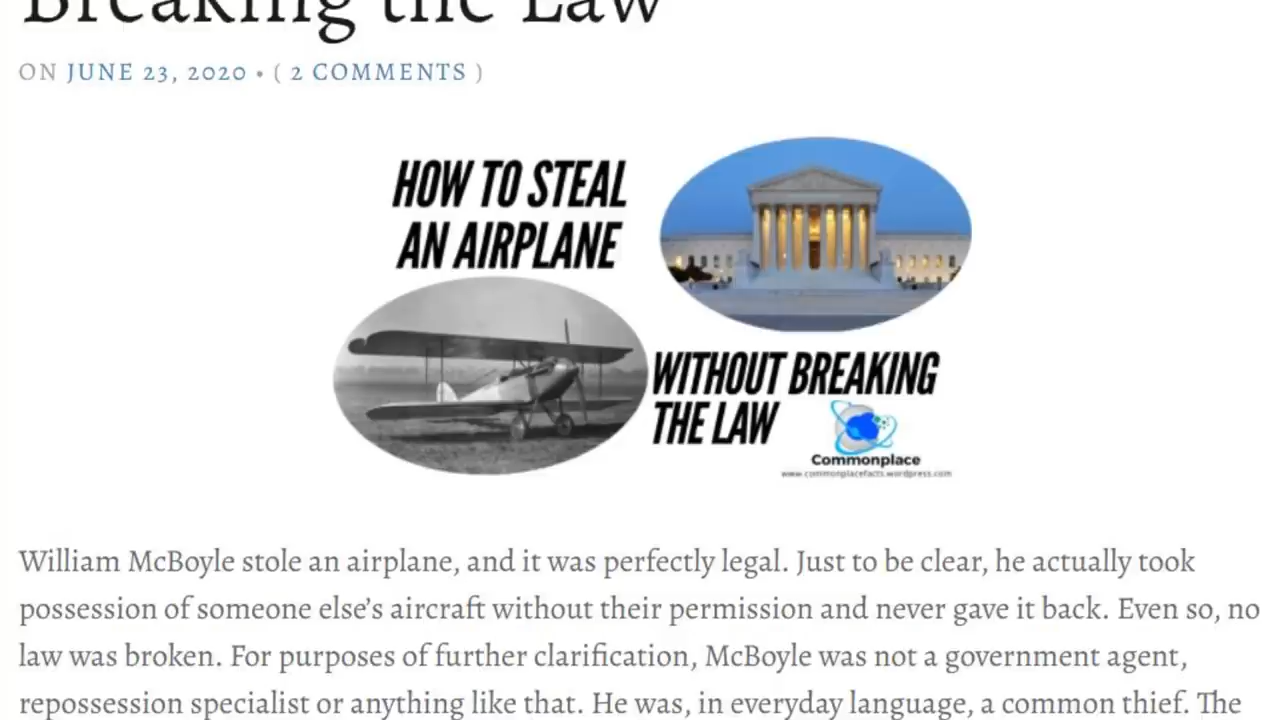 Breaking the Law
ON JUNE 23, 2020 • ( 2 COMMENTS )
HOW TO STEAL
AN AIRPLANE
WITHOUT BREAKING
THE LAW
Commonplace
www.commonplacefacts.wordpress.com
William McBoyle stole an airplane, and it was perfectly legal. Just to be clear, he actually took
possession of someone else’s aircraft without their permission and never gave it back. Even so, no
law was broken. For purposes of further clarification, McBoyle was not a government agent,
repossession specialist or anything like that. He was, in everyday language, a common thief. The